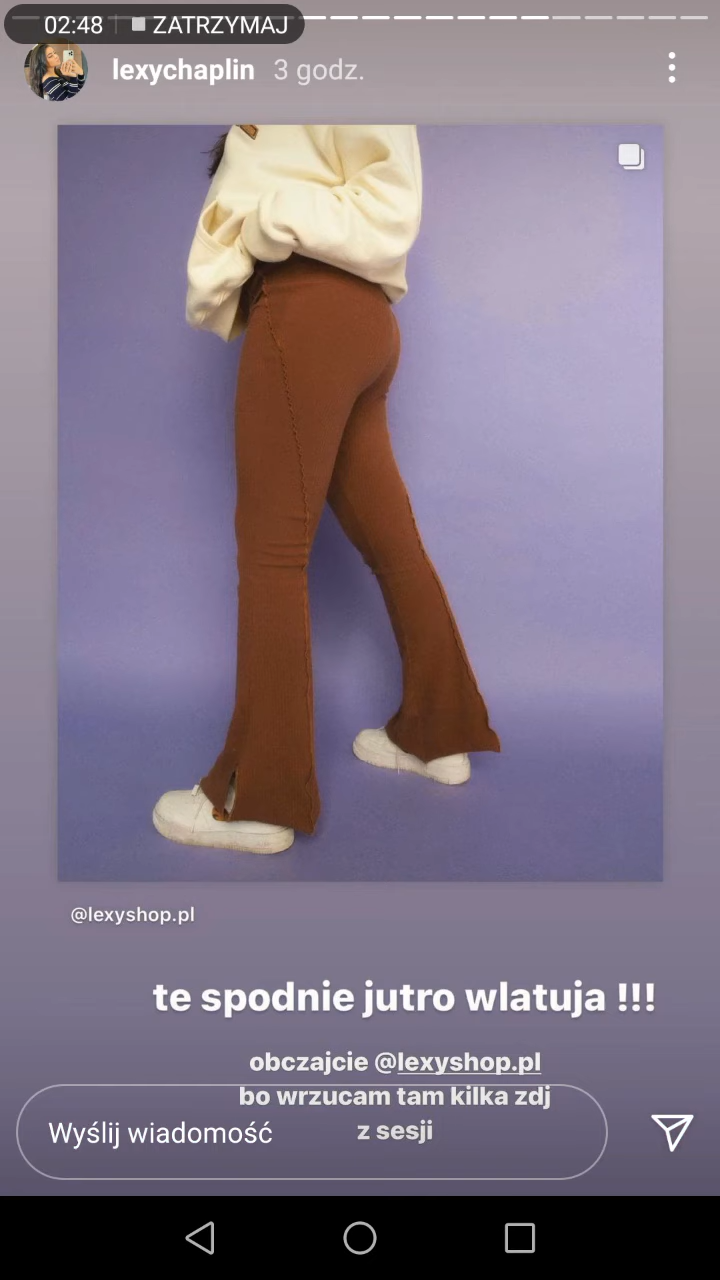 02:48 ZATRZYMAJ
lexychaplin 3 godz.
@lexyshop.pl
te spodnie jutro wlatuja !!!
obczajcie @lexyshop.pl
bo wrzucam tam kilka zdj
z sesji
Wyślij wiadomość